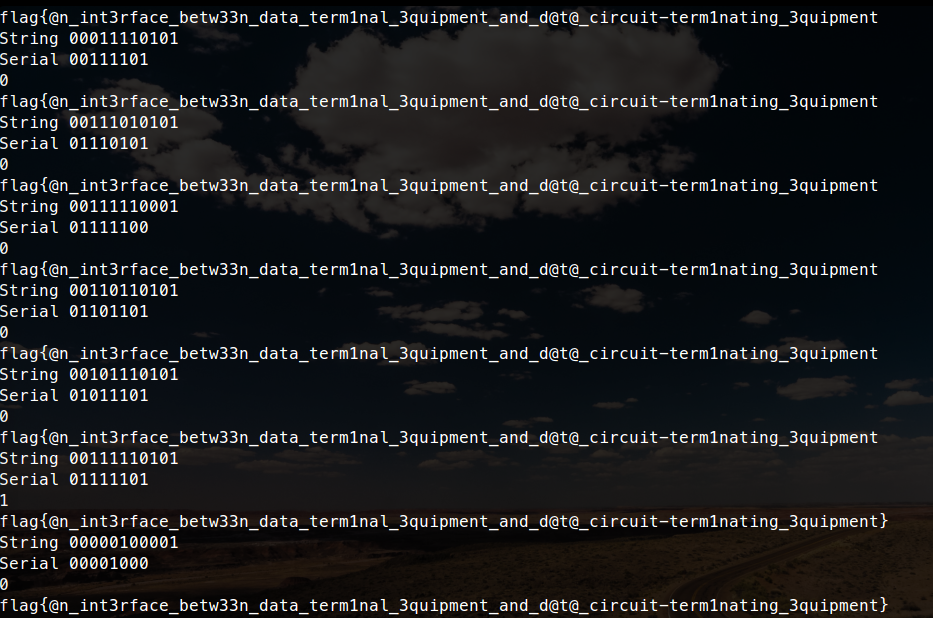 flag{@n_int3rface_betw33n_data_term1nal_3quipment_and_d@t@_circuit-term1nating_3quipment
String 00011110101
Serial 00111101
0
flag{@n_int3rface_betw33n_data_term1nal_3quipment_and_d@t@_circuit-term1nating_3quipment
String 00111010101
Serial 01110101
0
flag{@n_int3rface_betw33n_data_term1nal_3quipment_and_d@t@_circuit-term1nating_3quipment
String 00111110001
Serial 01111100
0
flag{@n_int3rface_betw33n_data_term1nal_3quipment_and_d@t@_circuit-term1nating_3quipment
String 00110110101
Serial 01101101
0
flag{@n_int3rface_betw33n_data_term1nal_3quipment_and_d@t@_circuit-term1nating_3quipment
String 00101110101
Serial 01011101
0
flag{@n_int3rface_betw33n_data_term1nal_3quipment_and_d@t@_circuit-term1nating_3quipment
String 00111110101
Serial 01111101
1
flag{@n_int3rface_betw33n_data_term1nal_3quipment_and_d@t@_circuit-term1nating_3quipment}
String 00000100001
Serial 00001000
0
flag{@n_int3rface_betw33n_data_term1nal_3quipment_and_d@t@_circuit-term1nating_3quipment}